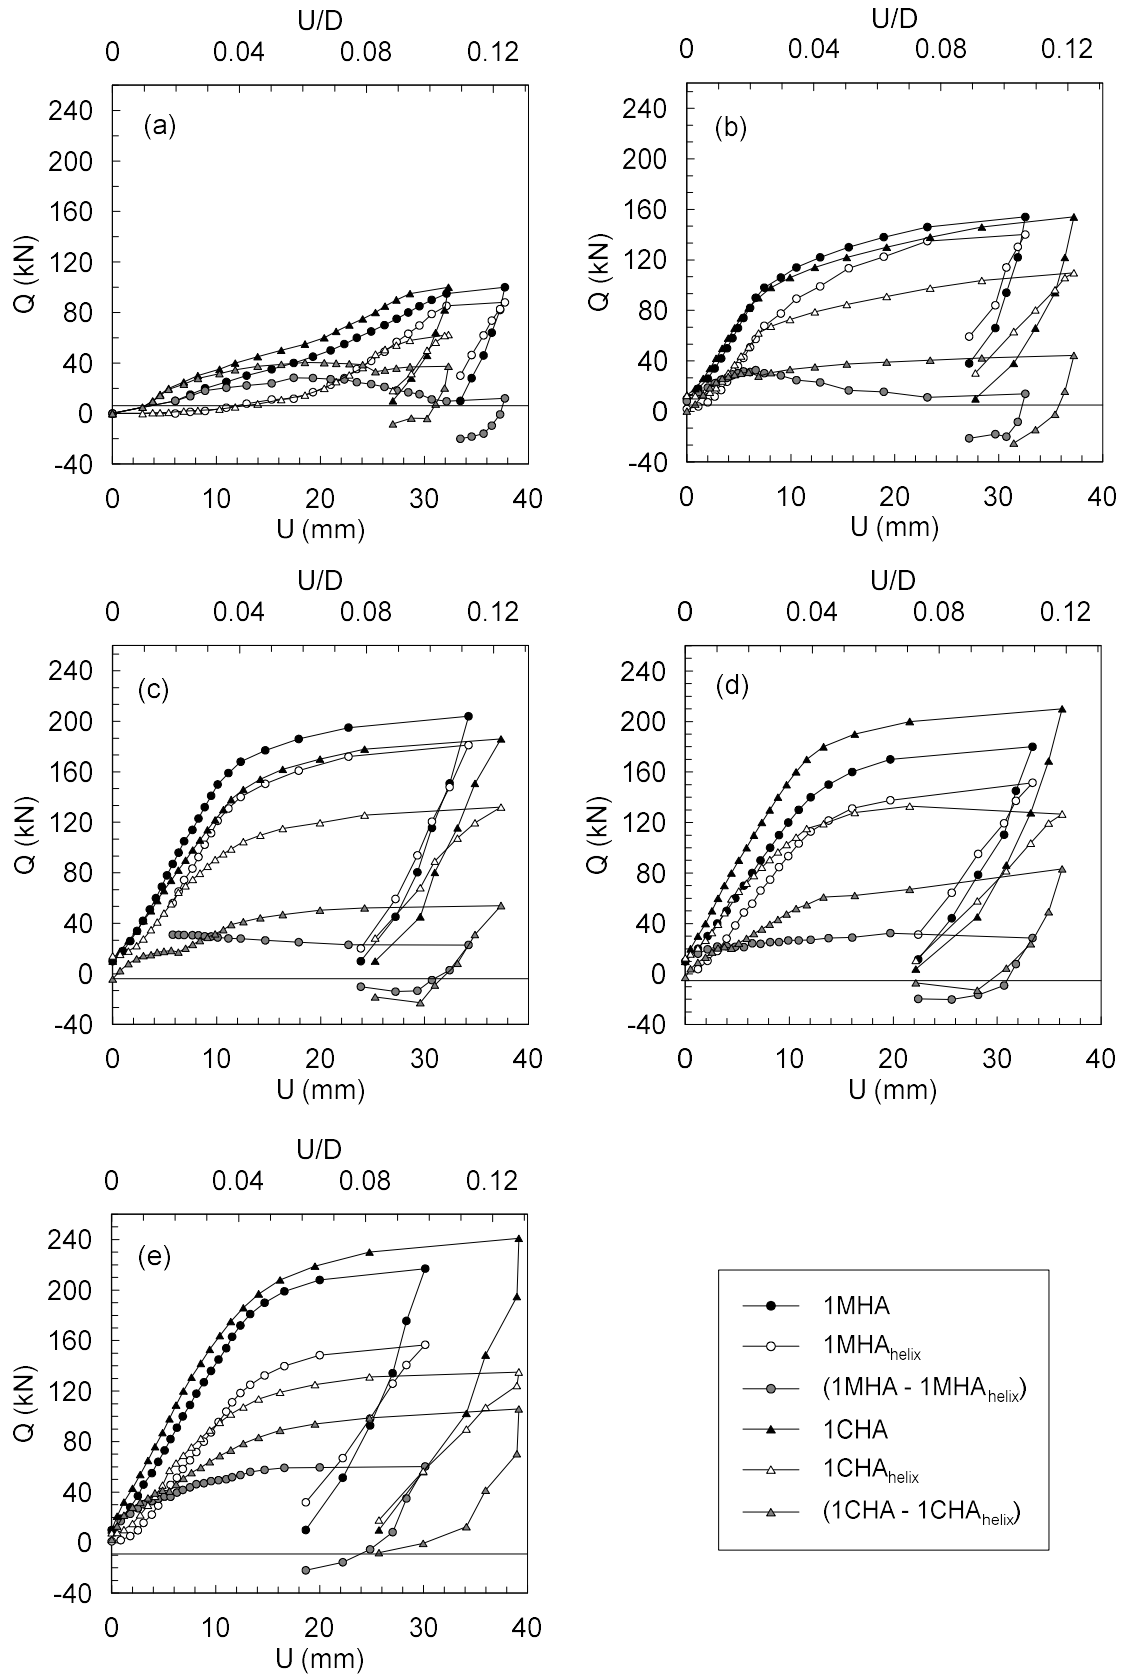 U/D
0 0.04 0.08 0.12
240
(a)
200
160
120
80
40
0
-40
Q (kN)
0 10 20 30 40
U (mm)
U/D
0 0.04 0.08 0.12
240
(b)
200
160
120
80
40
0
-40
Q (kN)
0 10 20 30 40
U (mm)
U/D
0 0.04 0.08 0.12
240
(c)
200
160
120
80
40
0
-40
Q (kN)
0 10 20 30 40
U (mm)
U/D
0 0.04 0.08 0.12
240
(d)
200
160
120
80
40
0
-40
Q (kN)
0 10 20 30 40
U (mm)
U/D
0 0.04 0.08 0.12
240
(e)
200
160
120
80
40
0
-40
Q (kN)
0 10 20 30 40
U (mm)
1MHA
1MHAhelix
(1MHA - 1MHAhelix)
1CHA
1CHAhelix
(1CHA - 1CHAhelix)